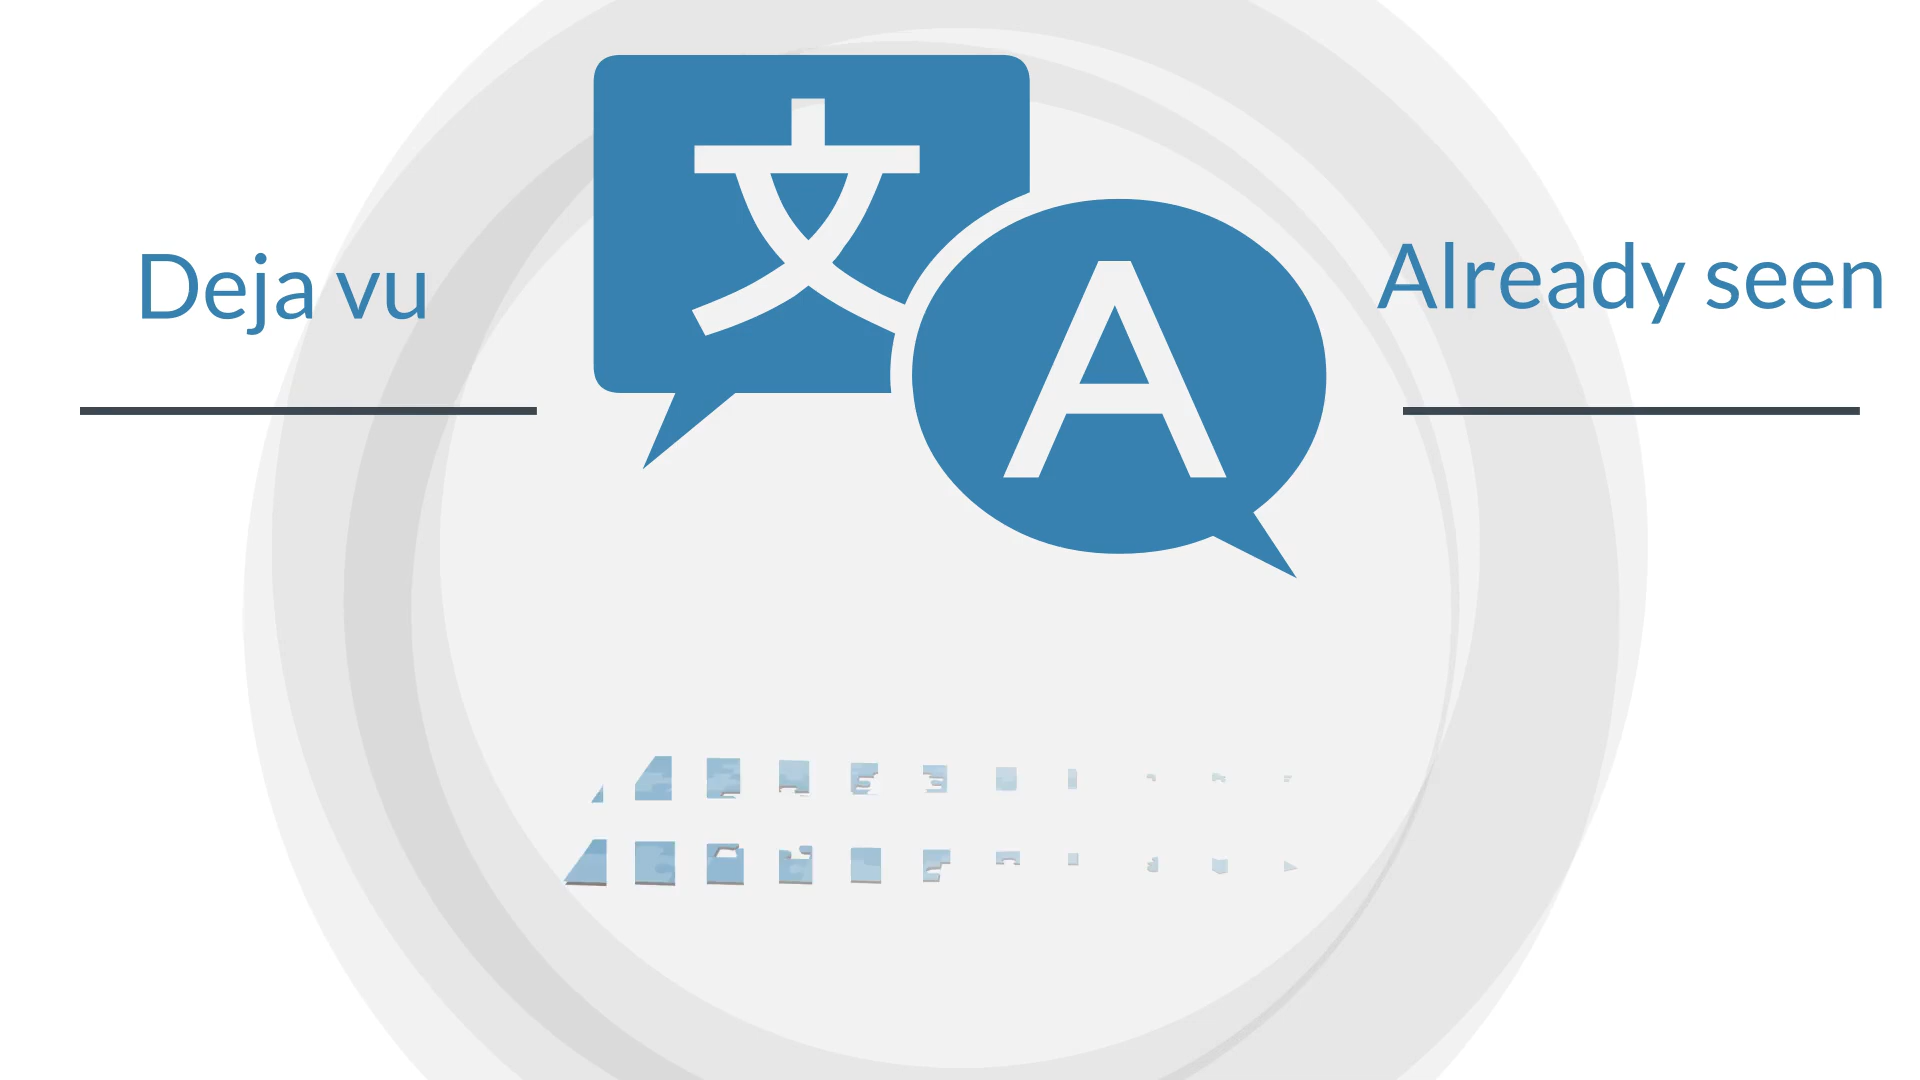 Deja vu
文
A
Already seen